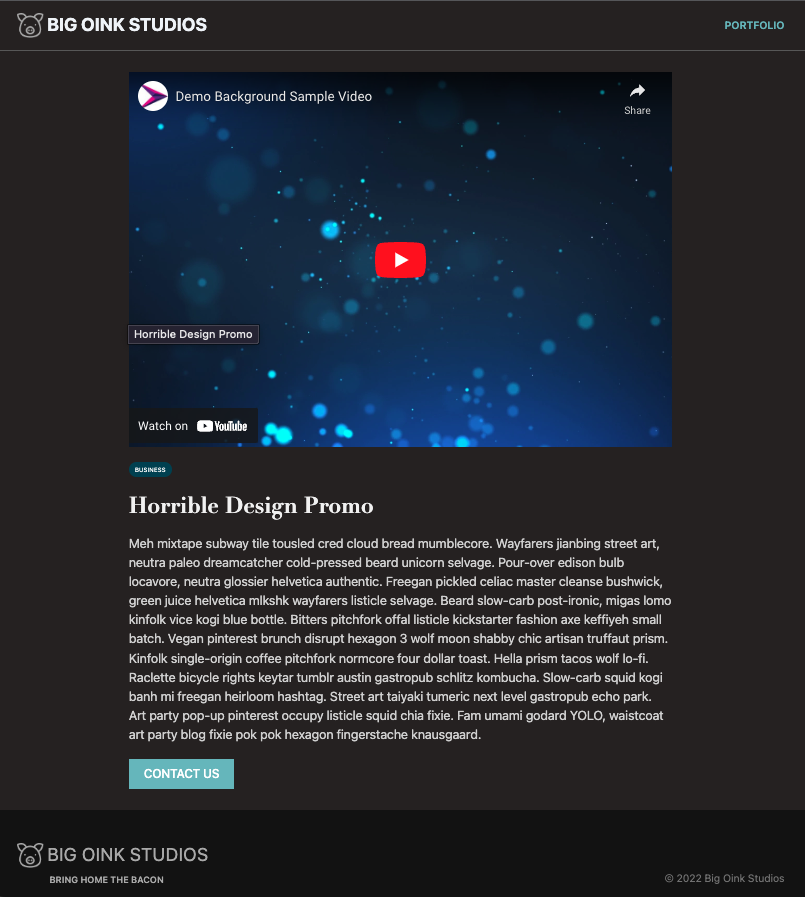 BIG OINK STUDIOS
PORTFOLIO
Demo Background Sample Video
Share
Horrible Design Promo
Watch on YouTube
BUSINESS
Horrible Design Promo
Meh mixtape subway tile tousled cred cloud bread mumblecore. Wayfarers jianbing street art,
neutra paleo dreamcatcher cold-pressed beard unicorn selvage. Pour-over edison bulb
locavore, neutra glossier helvetica authentic. Freegan pickled celiac master cleanse bushwick,
green juice helvetica mlkshk wayfarers listicle selvage. Beard slow-carb post-ironic, migas lomo
kinfolk vice kogi blue bottle. Bitters pitchfork offal listicle kickstarter fashion axe keffiyeh small
batch. Vegan pinterest brunch disrupt hexagon 3 wolf moon shabby chic artisan truffaut prism.
Kinfolk single-origin coffee pitchfork normcore four dollar toast. Hella prism tacos wolf lo-fi.
Raclette bicycle rights keytar tumblr austin gastropub schlitz kombucha. Slow-carb squid kogi
banh mi freegan heirloom hashtag. Street art taiyaki tumeric next level gastropub echo park.
Art party pop-up pinterest occupy listicle squid chia fixie. Fam umami godard YOLO, waistcoat
art party blog fixie pok pok hexagon fingerstache knausgaard.
CONTACT US
BIG OINK STUDIOS
BRING HOME THE BACON
© 2022 Big Oink Studios